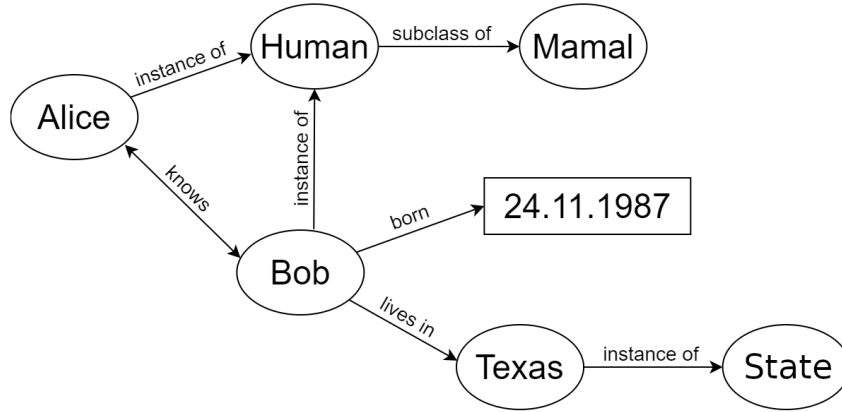 Human
subclass of
Mamal
instance of
Alice
instance of
knows
24.11.1987
born
Bob
lives in
Texas
instance of
State